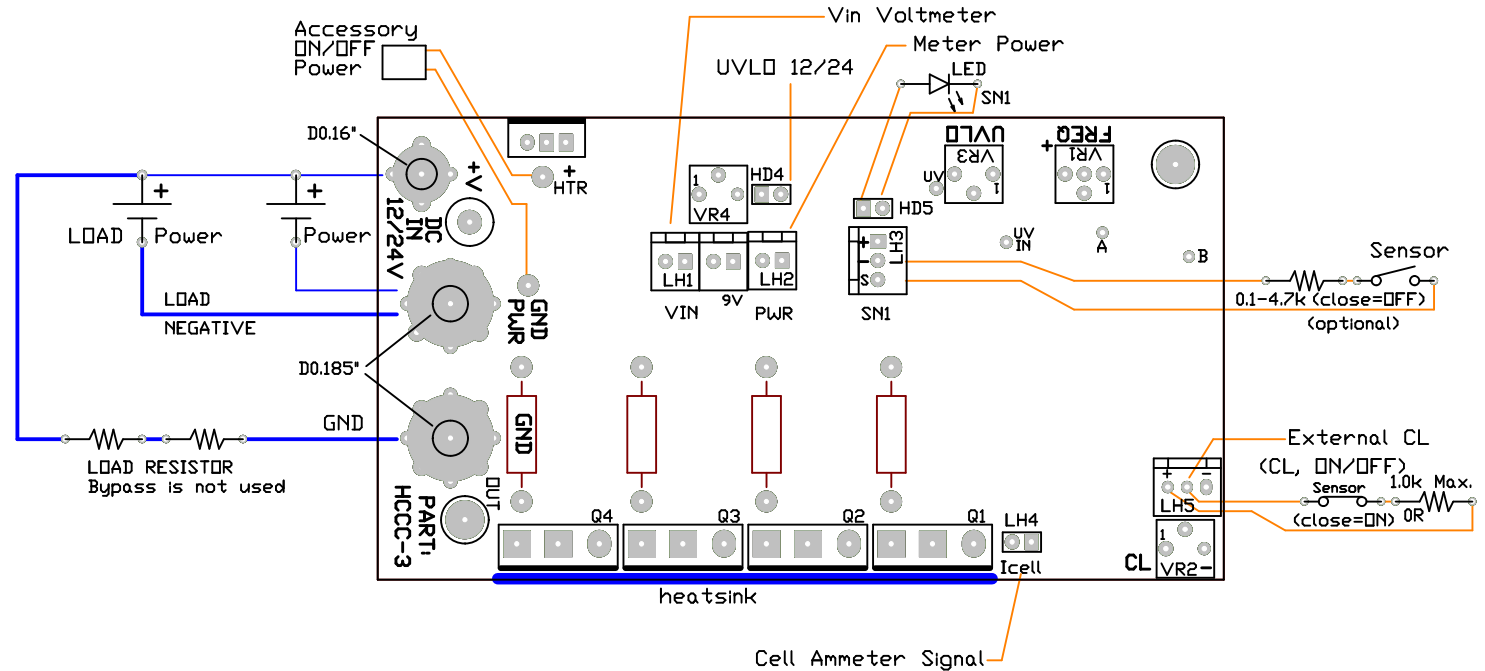 Vin Voltmeter
Accessory
ON/OFF
Power
Meter Power
UVLO 12/24
LED
SN1
D0.16"
+
HTR
+V
UVLO
VR3
1
UV
FREQ
+
VR1
1
1
VR4
HD4
HD5
DC
IN
12/24V
+
LOAD
Power
+
Power
LOAD
NEGATIVE
GND
PWR
LH1
VIN
9V
LH2
PWR
+
-
S
LH3
SN1
UV
IN
A
B
Sensor
0.1-4.7k (close=OFF)
(optional)
D0.185"
GND
GND
LOAD RESISTOR
Bypass is not used
OUT
PART:
HCCC-3
Q4
Q3
Q2
Q1
LH4
Icell
heatsink
Cell Ammeter Signal
External CL
(CL, ON/OFF)
+
-
LH5
Sensor
1.0k Max.
(close=ON)
0R
1
CL
VR2-